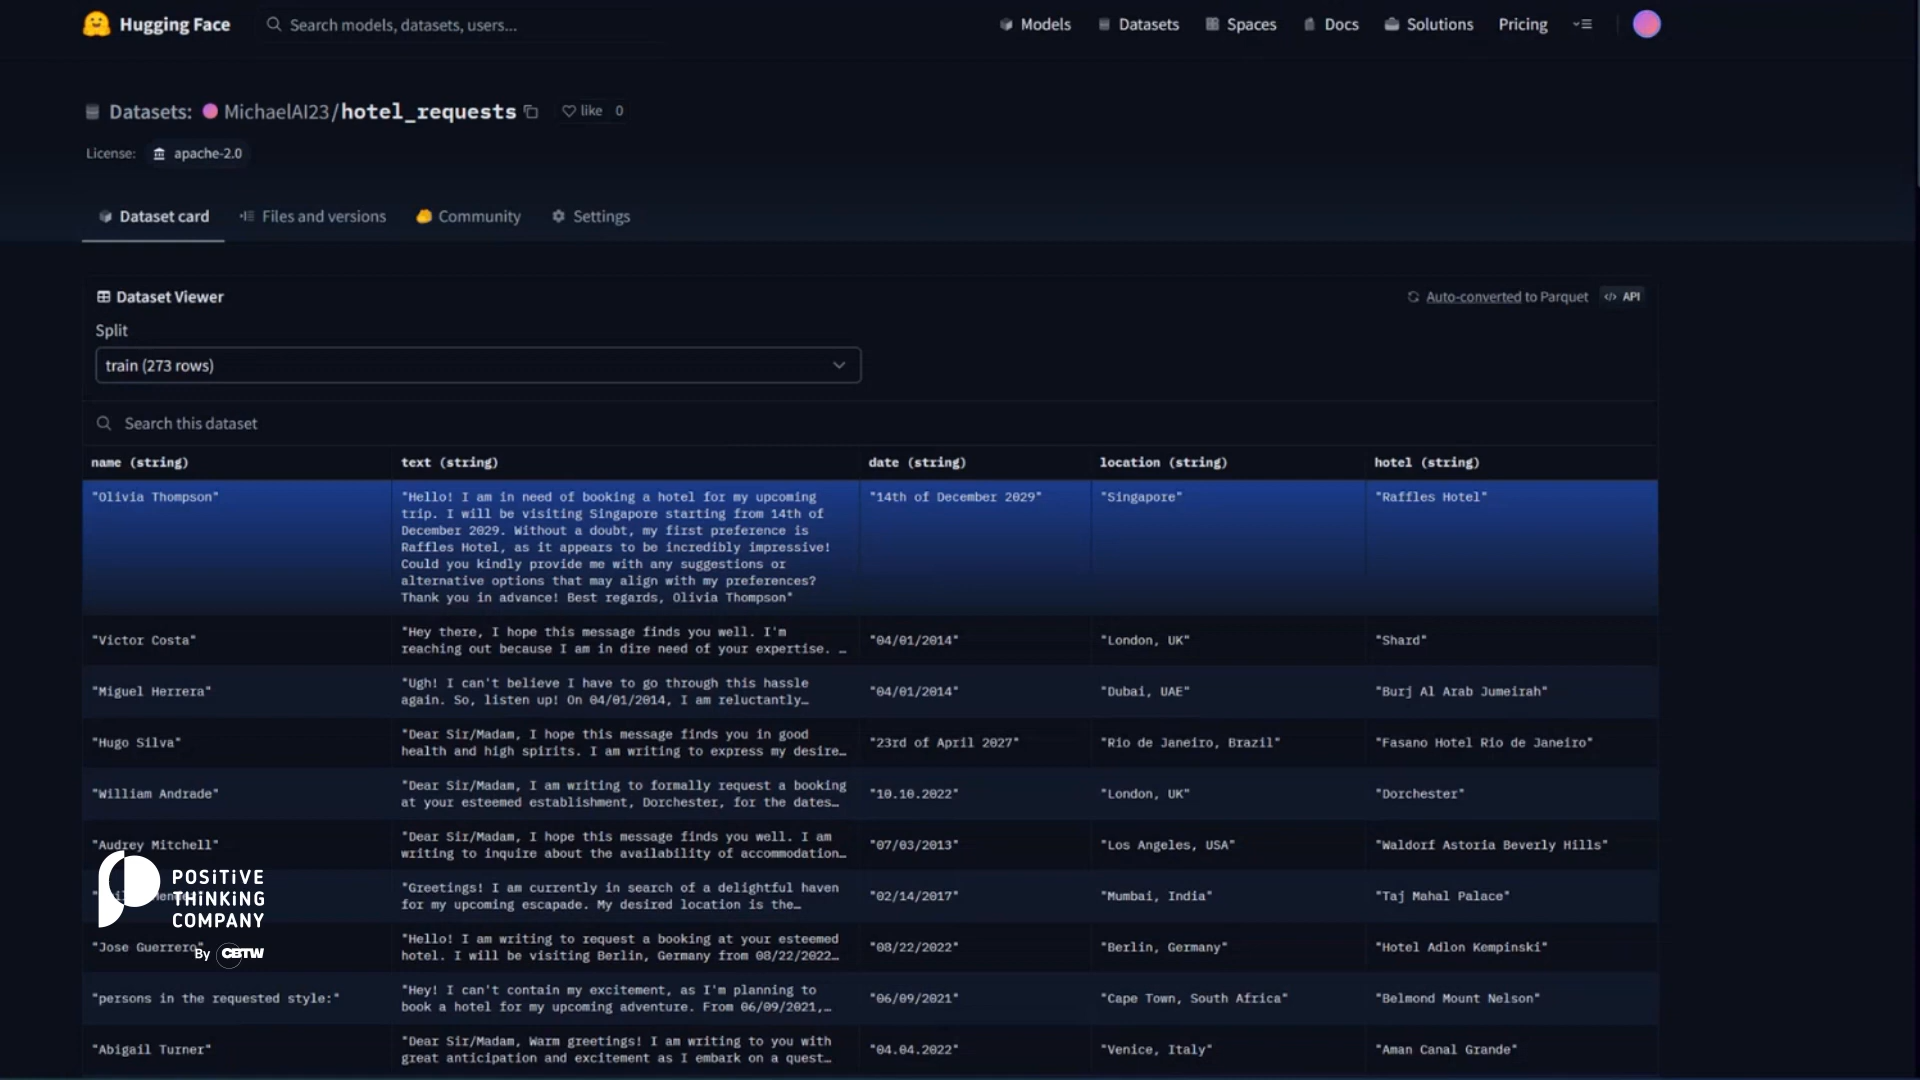 Hugging Face
Search models, datasets, users...
Models
Datasets
Spaces
Docs
Solutions
Pricing
Datasets: MichaelAI23/hotel_requests
like 0
License: apache-2.0
Dataset card
Files and versions
Community
Settings
Dataset Viewer
Auto-converted to Parquet
API
Split
train (273 rows)
Search this dataset
name (string) text (string) date (string) location (string) hotel (string)
"Olivia Thompson"
"Hello! I am in need of booking a hotel for my upcoming
trip. I will be visiting Singapore starting from 14th of
December 2029. Without a doubt, my first preference is
Raffles Hotel, as it appears to be incredibly impressive!
Could you kindly provide me with any suggestions or
alternative options that may align with my preferences?
Thank you in advance! Best regards, Olivia Thompson"
"14th of December 2029"
"Singapore"
"Raffles Hotel"
"Victor Costa"
"Hey there, I hope this message finds you well. I'm
reaching out because I am in dire need of your expertise. …
"04/01/2014"
"London, UK"
"Shard"
"Miguel Herrera"
"Ugh! I can't believe I have to go through this hassle
again. So, listen up! On 04/01/2014, I am reluctantly…
"04/01/2014"
"Dubai, UAE"
"Burj Al Arab Jumeirah"
"Hugo Silva"
"Dear Sir/Madam, I hope this message finds you in good
health and high spirits. I am writing to express my desire…
"23rd of April 2027"
"Rio de Janeiro, Brazil"
"Fasano Hotel Rio de Janeiro"
"William Andrade"
"Dear Sir/Madam, I am writing to formally request a booking
at your esteemed establishment, Dorchester, for the dates…
"10.10.2022"
"London, UK"
"Dorchester"
"Audrey Mitchell"
"Dear Sir/Madam, I hope this message finds you well. I am
writing to inquire about the availability of accommodation…
"07/03/2013"
"Los Angeles, USA"
"Waldorf Astoria Beverly Hills"
"Greetings! I am currently in search of a delightful haven
for my upcoming escapade. My desired location is the…
"02/14/2017"
"Mumbai, India"
"Taj Mahal Palace"
"Jose Guerrero"
"Hello! I am writing to request a booking at your esteemed
hotel. I will be visiting Berlin, Germany from 08/22/2022…
"08/22/2022"
"Berlin, Germany"
"Hotel Adlon Kempinski"
"persons in the requested style:"
"Hey! I can't contain my excitement, as I'm planning to
book a hotel for my upcoming adventure. From 06/09/2021,…
"06/09/2021"
"Cape Town, South Africa"
"Belmond Mount Nelson"
"Abigail Turner"
"Dear Sir/Madam, Warm greetings! I am writing to you with
great anticipation and excitement as I embark on a quest…
"04.04.2022"
"Venice, Italy"
"Aman Canal Grande"
POSiTiVE
THiNKiNG
COMPANY
By CBTW